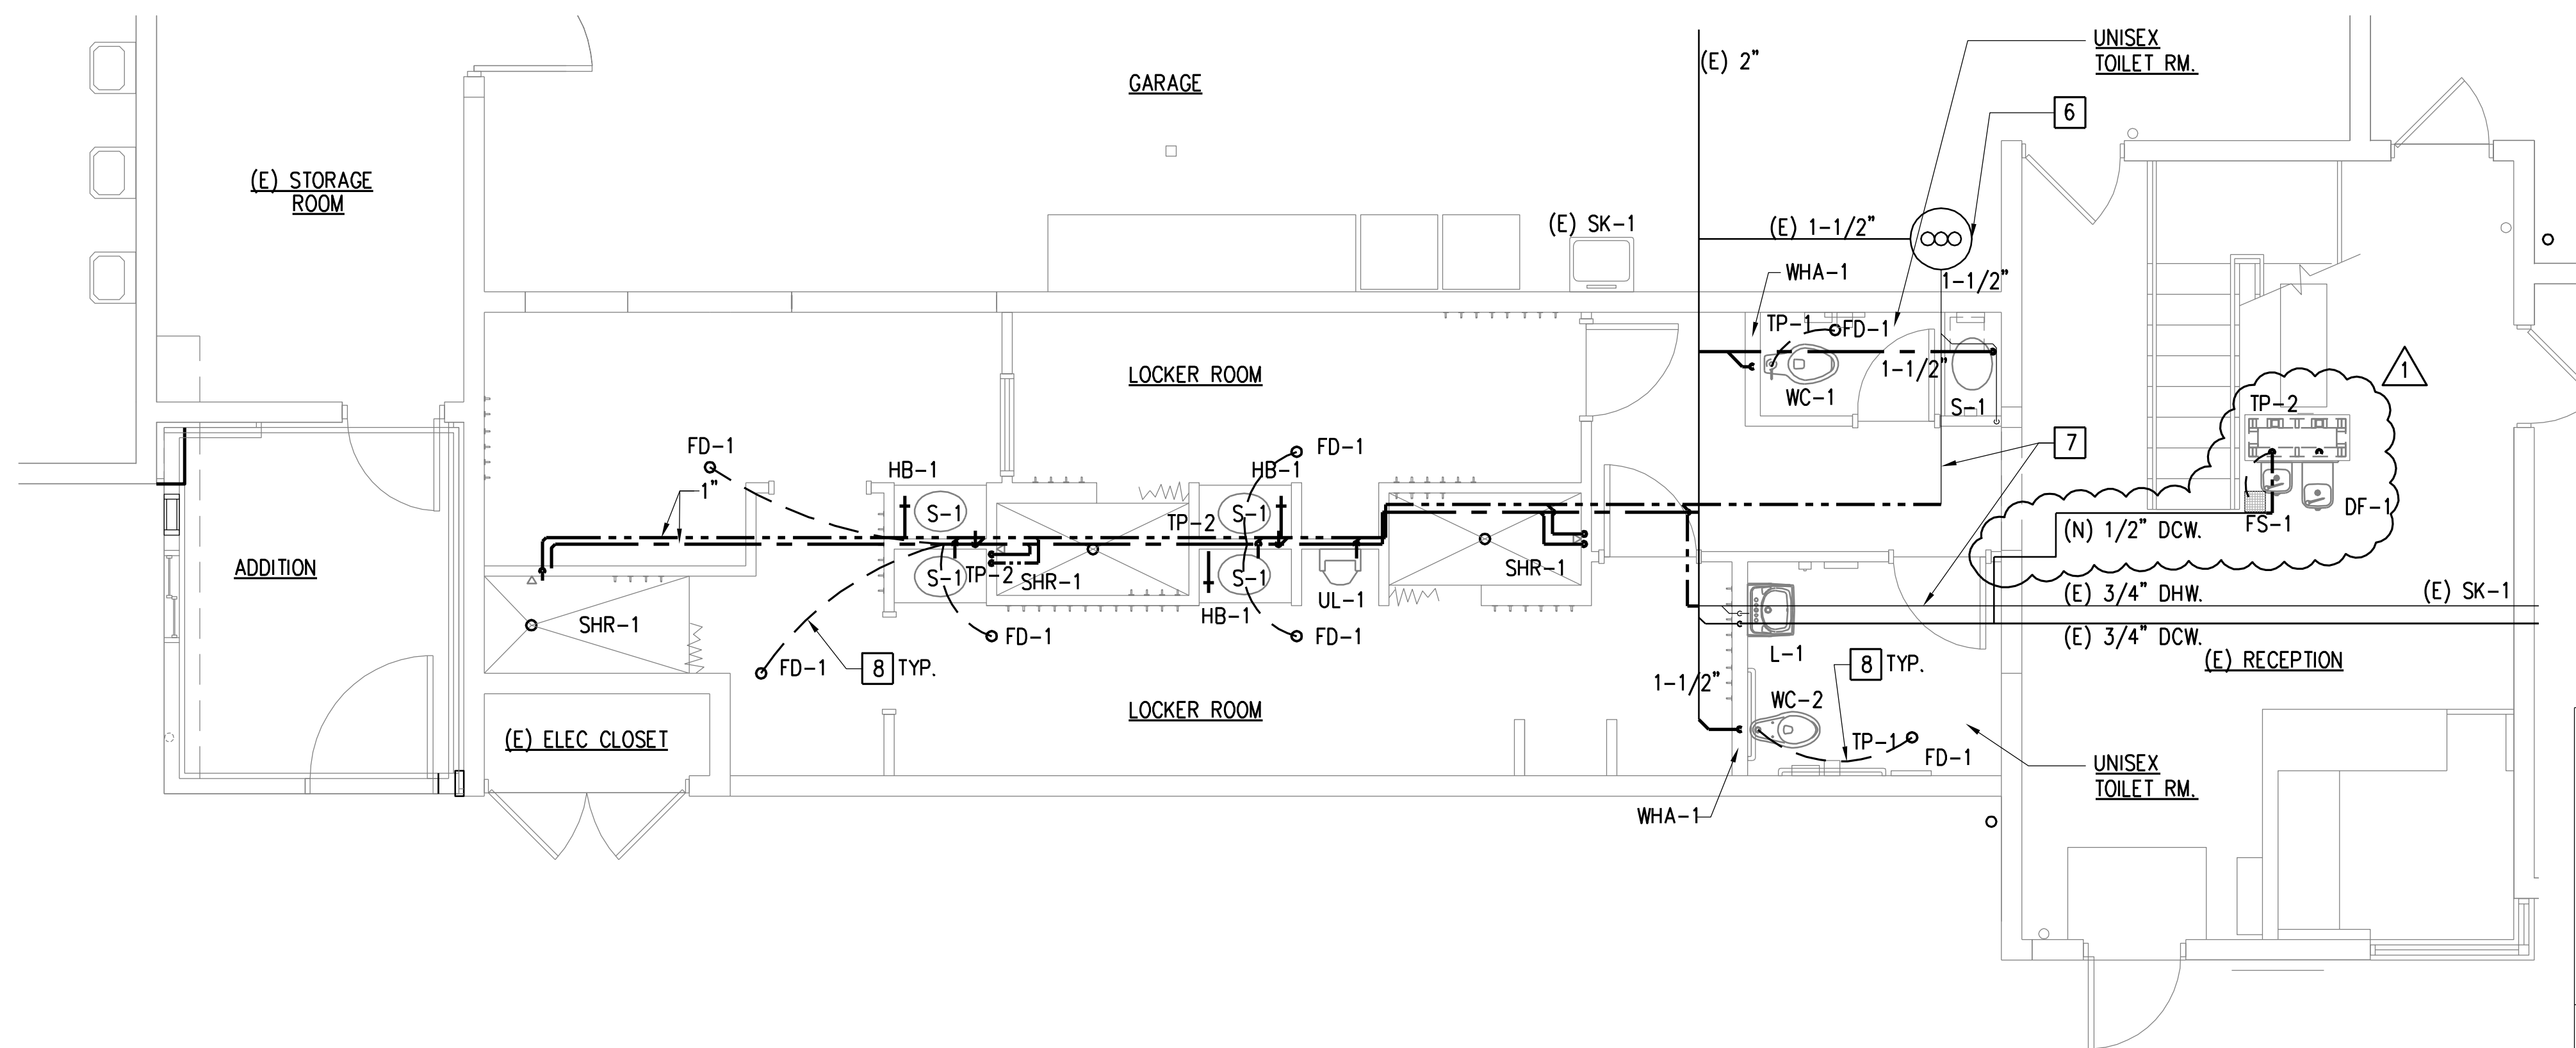 UNISEX
TOILET RM.
(E) 2"
GARAGE
6
(E) STORAGE
ROOM
(E) SK-1
(E) 1-1/2"
WHA-1
1-1/2"
TP-1
FD-1
1
LOCKER ROOM
1-1/2"
WC-1
S-1
TP-2
FD-1
HB-1
FD-1
HB-1
7
1"
S-1
S-1
TP-2
DF-1
FS-1
(N) 1/2" DCW.
ADDITION
S-1
TP-2
SHR-1
S-1
SHR-1
UL-1
HB-1
(E) 3/4" DHW.
(E) SK-1
SHR-1
FD-1
FD-1
(E) 3/4" DCW.
L-1
FD-1
8
TYP.
8
TYP.
(E) RECEPTION
1-1/2"
WC-2
LOCKER ROOM
(E) ELEC CLOSET
TP-1
FD-1
UNISEX
TOILET RM.
WHA-1